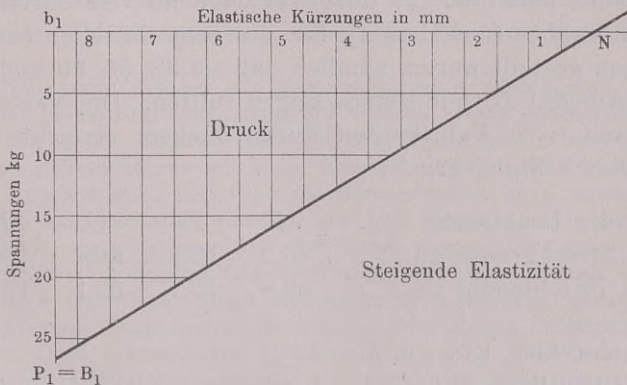 b₁ Elastische Kürzungen in mm
8 7 6 5 4 3 2 1 N
5
Druck
10
Spannungen kg
15
20
Steigende Elastizität
25
P₁=B₁